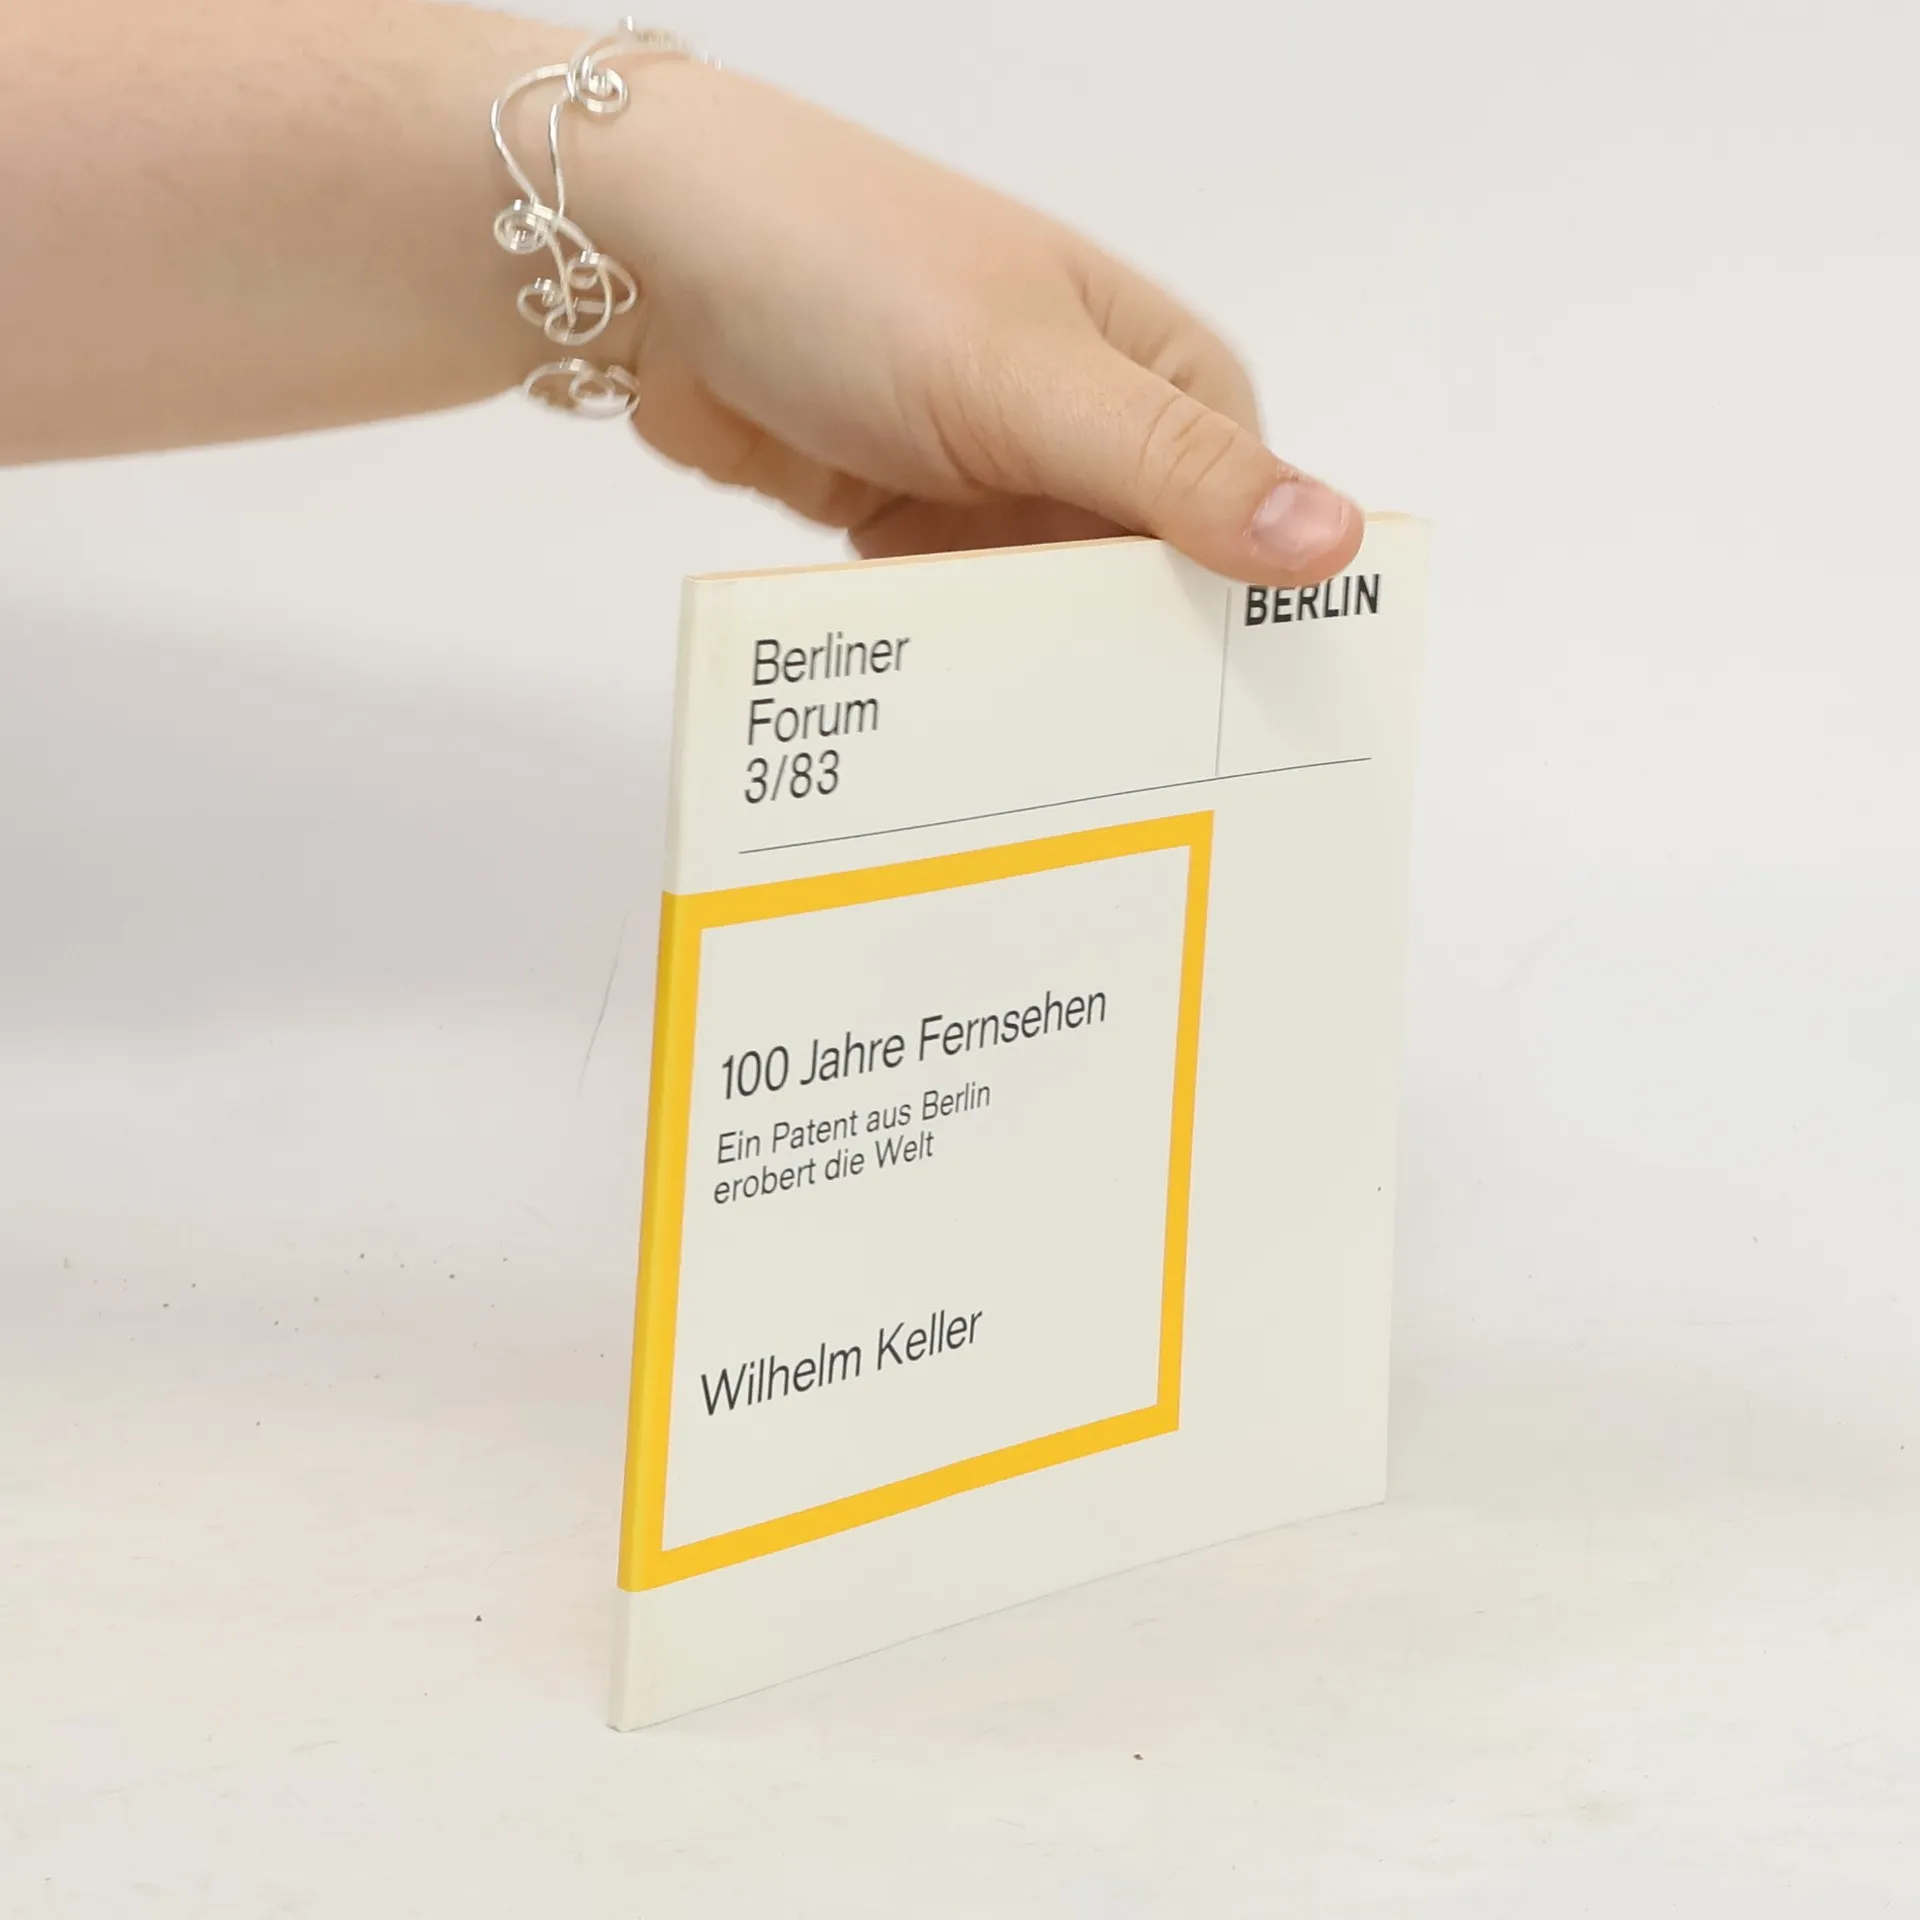 Berliner
Forum
3/83
BERLIN
100 Jahre Fernsehen
Ein Patent aus Berlin
erobert die Welt
Wilhelm Keller